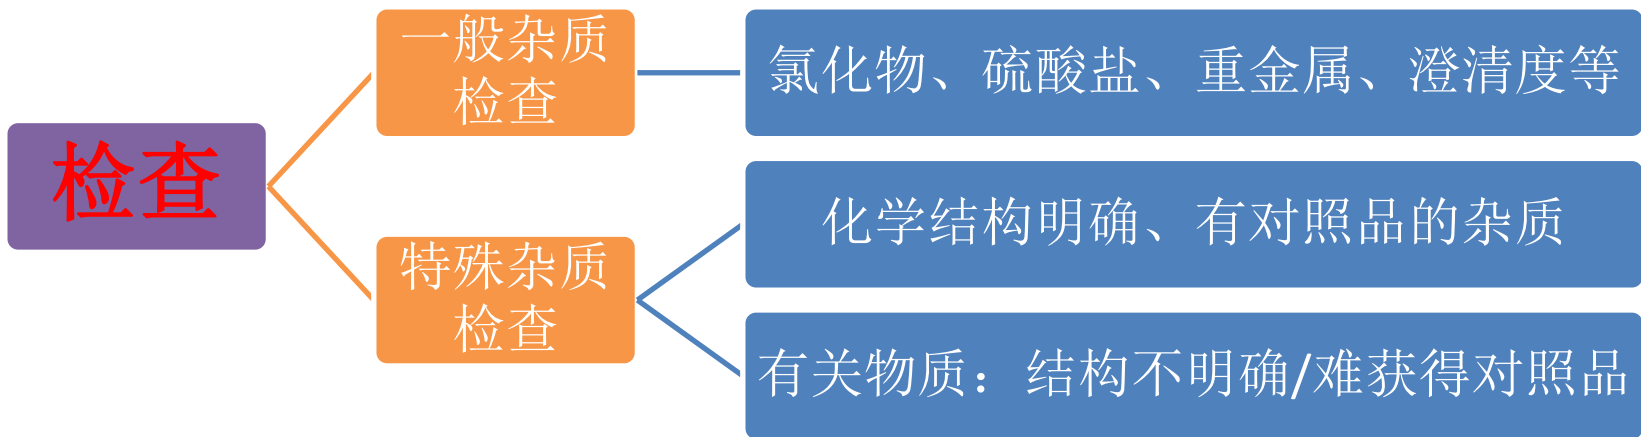 检查
一般杂质
检查
氯化物、硫酸盐、重金属、澄清度等
特殊杂质
检查
化学结构明确、有对照品的杂质
有关物质：结构不明确/难获得对照品